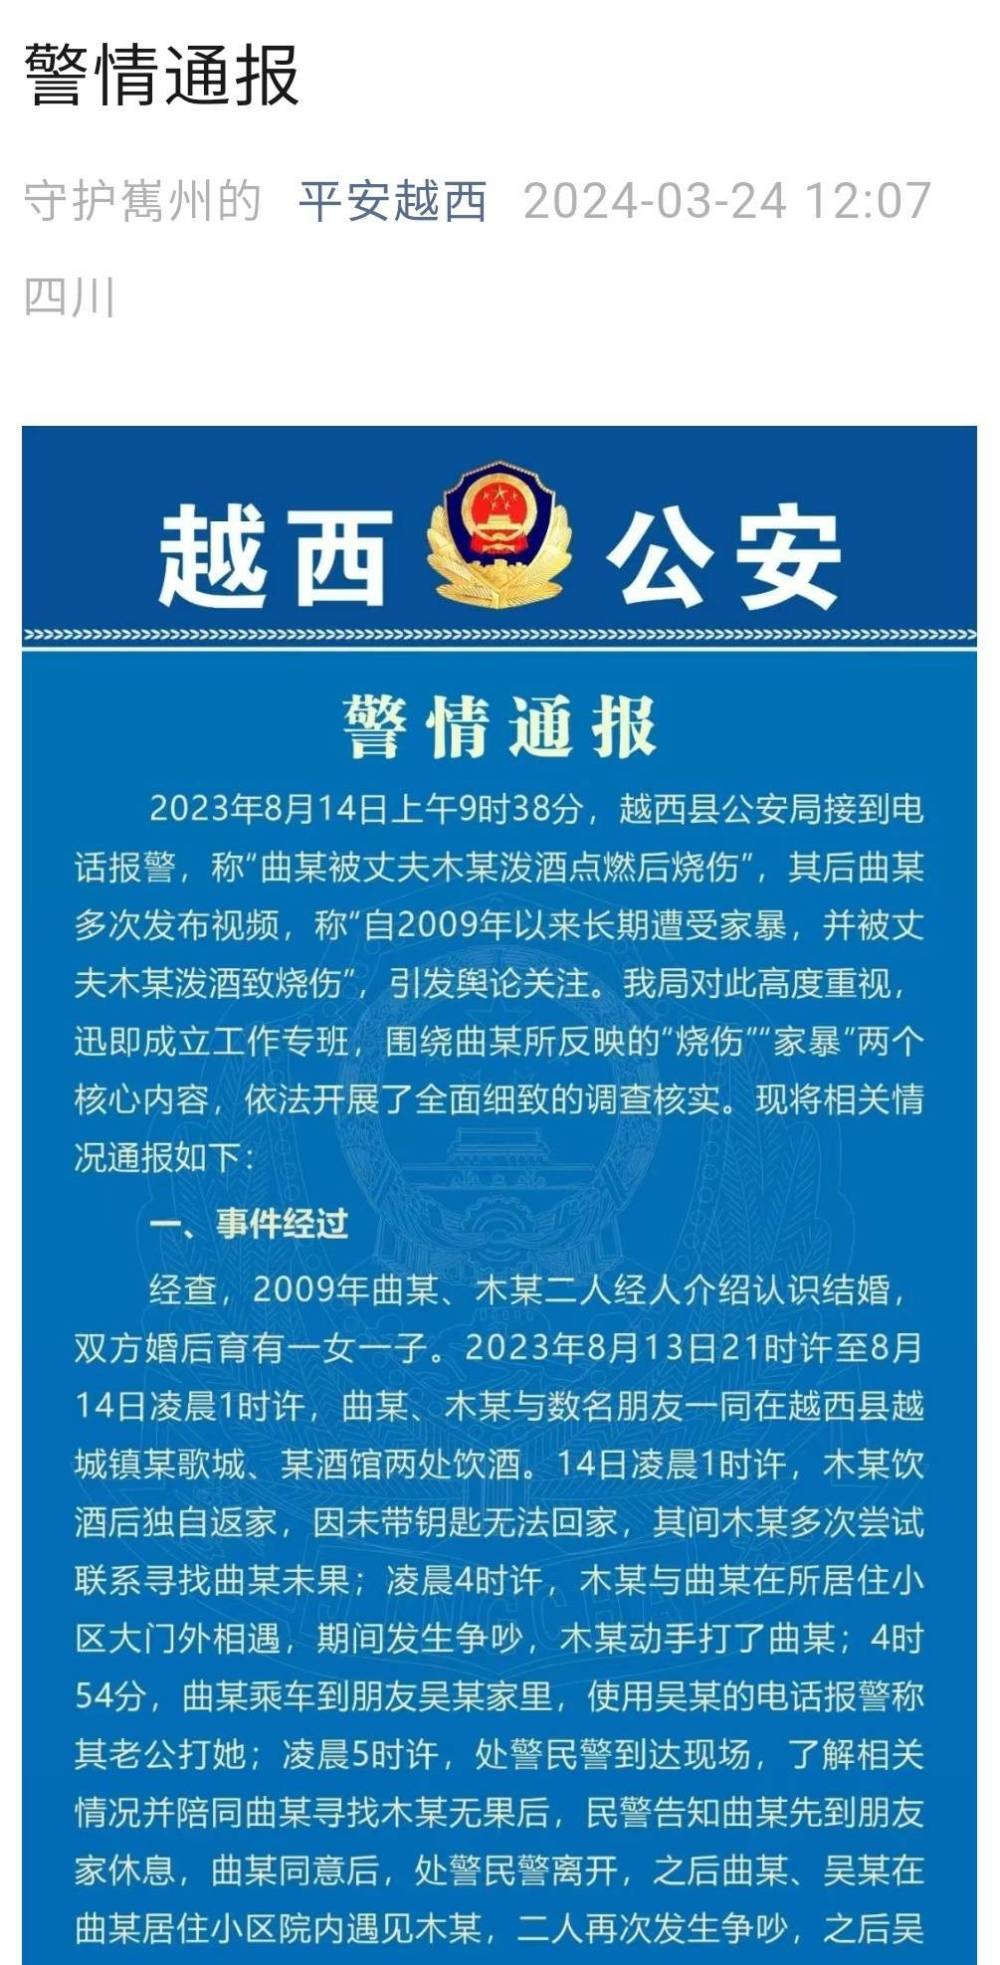 警情通报
守护嶲州的 平安越西 2024-03-24 12:07
四川
越西 公安
警情通报
2023年8月14日上午9时38分，越西县公安局接到电
话报警，称“曲某被丈夫木某泼酒点燃后烧伤”，其后曲某
多次发布视频，称“自2009年以来长期遭受家暴，并被丈
夫木某泼酒致烧伤”，引发舆论关注。我局对此高度重视，
迅即成立工作专班，围绕曲某所反映的“烧伤”“家暴”两个
核心内容，依法开展了全面细致的调查核实。现将相关情
况通报如下：
一、事件经过
经查，2009年曲某、木某二人经人介绍认识结婚，
双方婚后育有一女一子。2023年8月13日21时许至8月
14日凌晨1时许，曲某、木某与数名朋友一同在越西县越
城镇某歌城、某酒馆两处饮酒。14日凌晨1时许，木某饮
酒后独自返家，因未带钥匙无法回家，其间木某多次尝试
联系寻找曲某未果；凌晨4时许，木某与曲某在所居住小
区大门外相遇，期间发生争吵，木某动手打了曲某；4时
54分，曲某乘车到朋友吴某家里，使用吴某的电话报警称
其老公打她；凌晨5时许，处警民警到达现场，了解相关
情况并陪同曲某寻找木某无果后，民警告知曲某先到朋友
家休息，曲某同意后，处警民警离开，之后曲某、吴某在
曲某居住小区院内遇见木某，二人再次发生争吵，之后吴